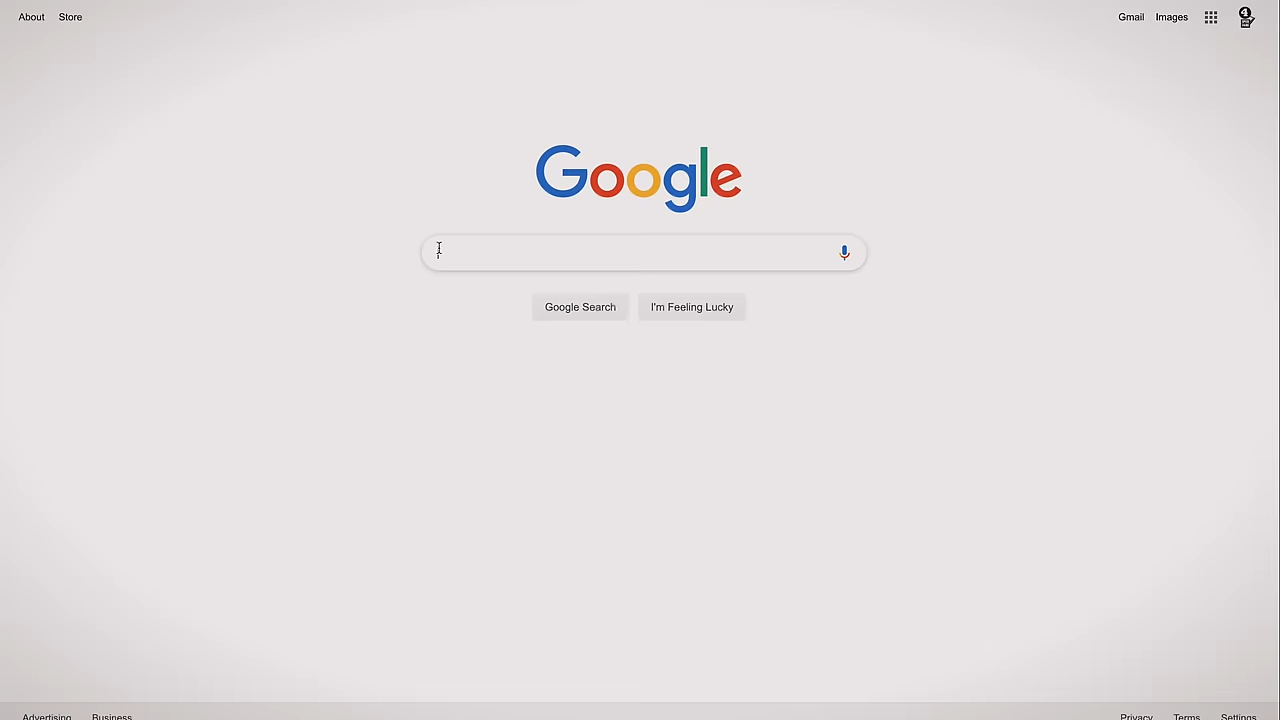 About Store Gmail Images
Google
Google Search I'm Feeling Lucky
Advertising Business Privacy Terms Settings